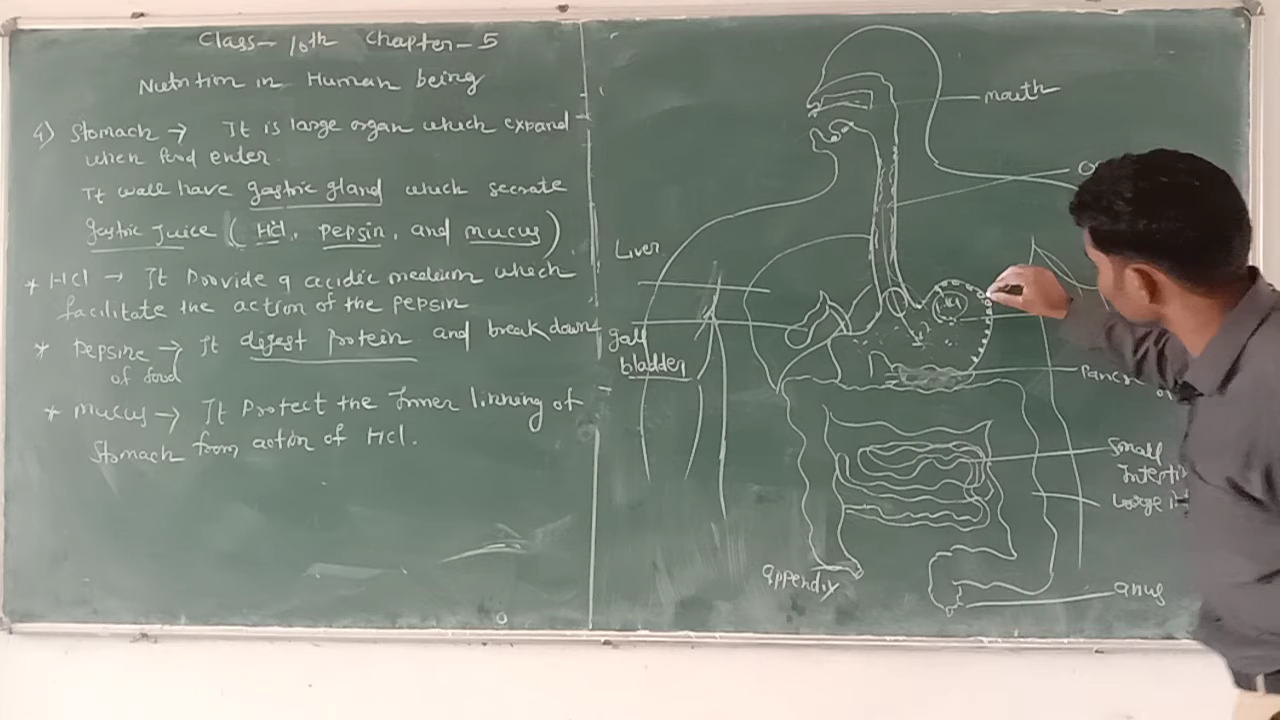 Class - 10th Chapter - 5
Nutrition in Human being
4) Stomach → It is large organ which expand
when food enter.
It wall have gastric gland which secrate
gastric Juice (Hcl, pepsin, and mucus)
* Hcl → It Provide a acidic medium which
facilitate the action of the pepsin
* Pepsine → It digest protein and break down
of food
* Mucus → It Protect the Inner linning of
Stomach from action of Hcl.
mouth
Liver
gall
bladder
Pancr
Small
Intesti
Large
appendix
anus